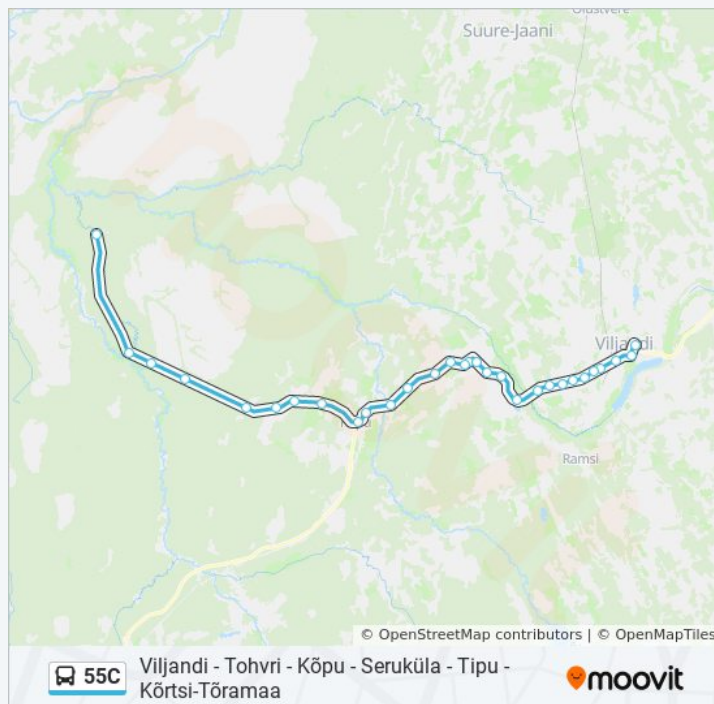 Olustvere
Suure-Jaani
Viljandi
Ramsi
© OpenStreetMap contributors | © OpenMapTiles
55C
Viljandi - Tohvri - Kõpu - Seruküla - Tipu -
Kõrtsi-Tõramaa
moovit